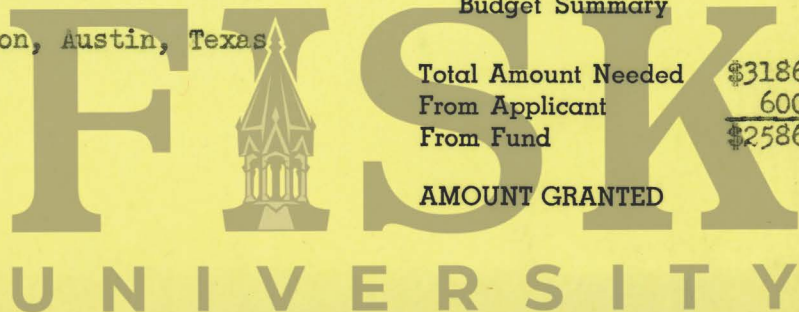 Budget Summary
on, Austin, Texas
Total Amount Needed $3186
From Applicant 600
From Fund $2586
AMOUNT GRANTED
FISK
UNIVERSITY